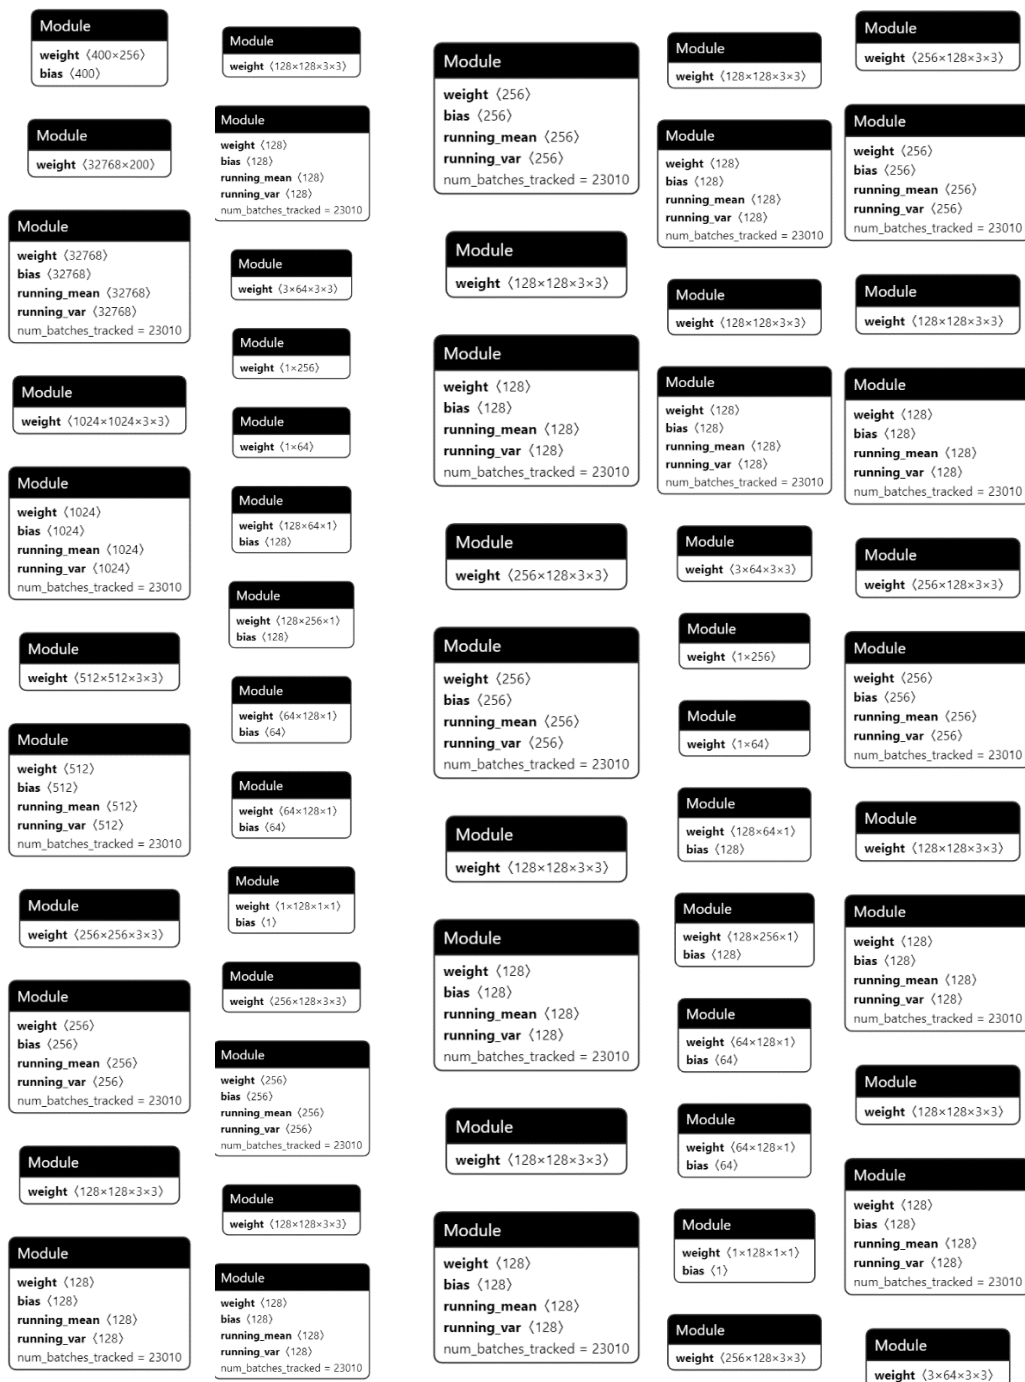 Module
weight ⟨400×256⟩
bias ⟨400⟩
Module
weight ⟨32768×200⟩
Module
weight ⟨32768⟩
bias ⟨32768⟩
running_mean ⟨32768⟩
running_var ⟨32768⟩
num_batches_tracked = 23010
Module
weight ⟨1024×1024×3×3⟩
Module
weight ⟨1024⟩
bias ⟨1024⟩
running_mean ⟨1024⟩
running_var ⟨1024⟩
num_batches_tracked = 23010
Module
weight ⟨512×512×3×3⟩
Module
weight ⟨512⟩
bias ⟨512⟩
running_mean ⟨512⟩
running_var ⟨512⟩
num_batches_tracked = 23010
Module
weight ⟨256×256×3×3⟩
Module
weight ⟨256⟩
bias ⟨256⟩
running_mean ⟨256⟩
running_var ⟨256⟩
num_batches_tracked = 23010
Module
weight ⟨128×128×3×3⟩
Module
weight ⟨128⟩
bias ⟨128⟩
running_mean ⟨128⟩
running_var ⟨128⟩
num_batches_tracked = 23010
Module
weight ⟨128×128×3×3⟩
Module
weight ⟨128⟩
bias ⟨128⟩
running_mean ⟨128⟩
running_var ⟨128⟩
num_batches_tracked = 23010
Module
weight ⟨3×64×3×3⟩
Module
weight ⟨1×256⟩
Module
weight ⟨1×64⟩
Module
weight ⟨128×64×1⟩
bias ⟨128⟩
Module
weight ⟨128×256×1⟩
bias ⟨128⟩
Module
weight ⟨64×128×1⟩
bias ⟨64⟩
Module
weight ⟨64×128×1⟩
bias ⟨64⟩
Module
weight ⟨1×128×1×1⟩
bias ⟨1⟩
Module
weight ⟨256×128×3×3⟩
Module
weight ⟨256⟩
bias ⟨256⟩
running_mean ⟨256⟩
running_var ⟨256⟩
num_batches_tracked = 23010
Module
weight ⟨128×128×3×3⟩
Module
weight ⟨128⟩
bias ⟨128⟩
running_mean ⟨128⟩
running_var ⟨128⟩
num_batches_tracked = 23010
Module
weight ⟨256⟩
bias ⟨256⟩
running_mean ⟨256⟩
running_var ⟨256⟩
num_batches_tracked = 23010
Module
weight ⟨128×128×3×3⟩
Module
weight ⟨128⟩
bias ⟨128⟩
running_mean ⟨128⟩
running_var ⟨128⟩
num_batches_tracked = 23010
Module
weight ⟨256×128×3×3⟩
Module
weight ⟨256⟩
bias ⟨256⟩
running_mean ⟨256⟩
running_var ⟨256⟩
num_batches_tracked = 23010
Module
weight ⟨128×128×3×3⟩
Module
weight ⟨128⟩
bias ⟨128⟩
running_mean ⟨128⟩
running_var ⟨128⟩
num_batches_tracked = 23010
Module
weight ⟨128×128×3×3⟩
Module
weight ⟨128⟩
bias ⟨128⟩
running_mean ⟨128⟩
running_var ⟨128⟩
num_batches_tracked = 23010
Module
weight ⟨128×128×3×3⟩
Module
weight ⟨128⟩
bias ⟨128⟩
running_mean ⟨128⟩
running_var ⟨128⟩
num_batches_tracked = 23010
Module
weight ⟨128×128×3×3⟩
Module
weight ⟨128⟩
bias ⟨128⟩
running_mean ⟨128⟩
running_var ⟨128⟩
num_batches_tracked = 23010
Module
weight ⟨3×64×3×3⟩
Module
weight ⟨1×256⟩
Module
weight ⟨1×64⟩
Module
weight ⟨128×64×1⟩
bias ⟨128⟩
Module
weight ⟨128×256×1⟩
bias ⟨128⟩
Module
weight ⟨64×128×1⟩
bias ⟨64⟩
Module
weight ⟨64×128×1⟩
bias ⟨64⟩
Module
weight ⟨1×128×1×1⟩
bias ⟨1⟩
Module
weight ⟨256×128×3×3⟩
Module
weight ⟨256×128×3×3⟩
Module
weight ⟨256⟩
bias ⟨256⟩
running_mean ⟨256⟩
running_var ⟨256⟩
num_batches_tracked = 23010
Module
weight ⟨128×128×3×3⟩
Module
weight ⟨128⟩
bias ⟨128⟩
running_mean ⟨128⟩
running_var ⟨128⟩
num_batches_tracked = 23010
Module
weight ⟨256×128×3×3⟩
Module
weight ⟨256⟩
bias ⟨256⟩
running_mean ⟨256⟩
running_var ⟨256⟩
num_batches_tracked = 23010
Module
weight ⟨128×128×3×3⟩
Module
weight ⟨128⟩
bias ⟨128⟩
running_mean ⟨128⟩
running_var ⟨128⟩
num_batches_tracked = 23010
Module
weight ⟨128×128×3×3⟩
Module
weight ⟨128⟩
bias ⟨128⟩
running_mean ⟨128⟩
running_var ⟨128⟩
num_batches_tracked = 23010
Module
weight ⟨3×64×3×3⟩